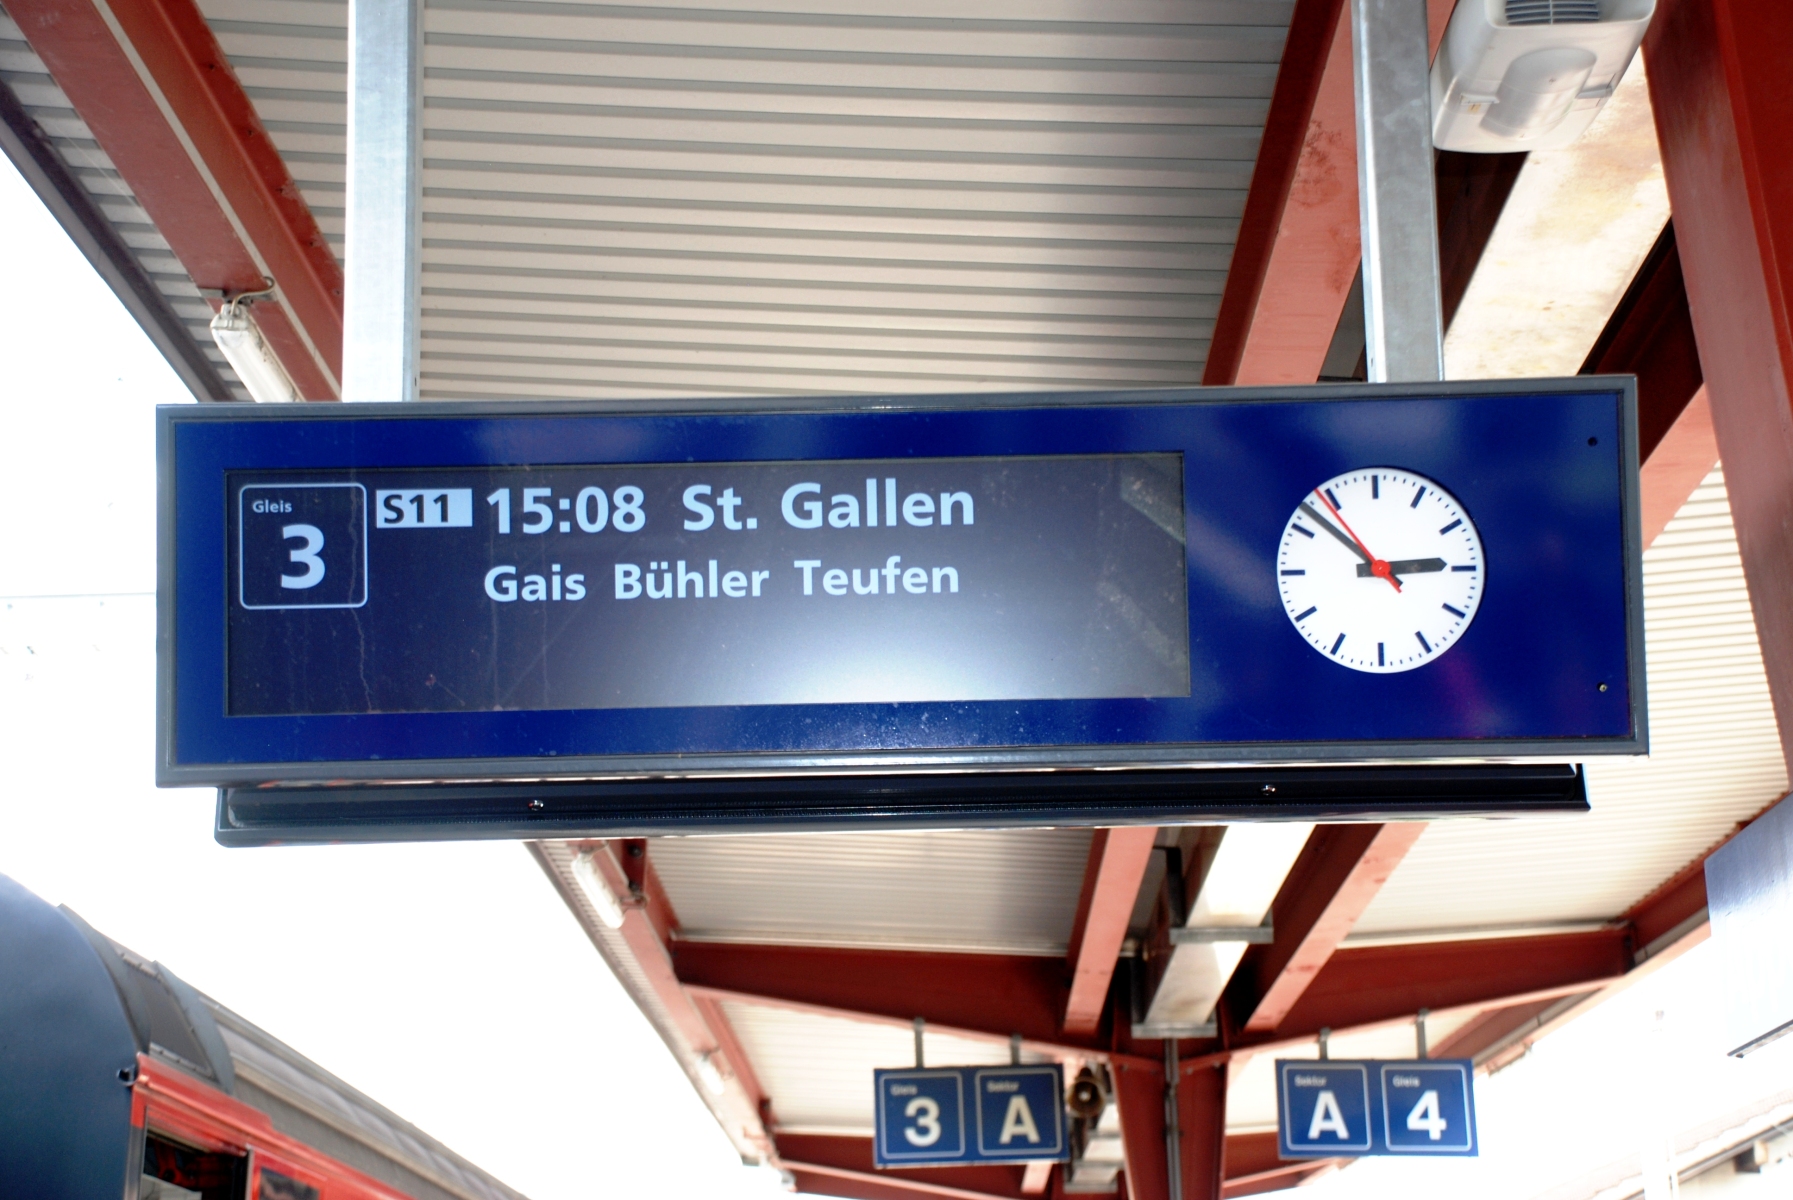 Gleis
3
S11 15:08 St. Gallen
Gais Bühler Teufen
Gleis
3
Sektor
A
Sektor
A
Gleis
4